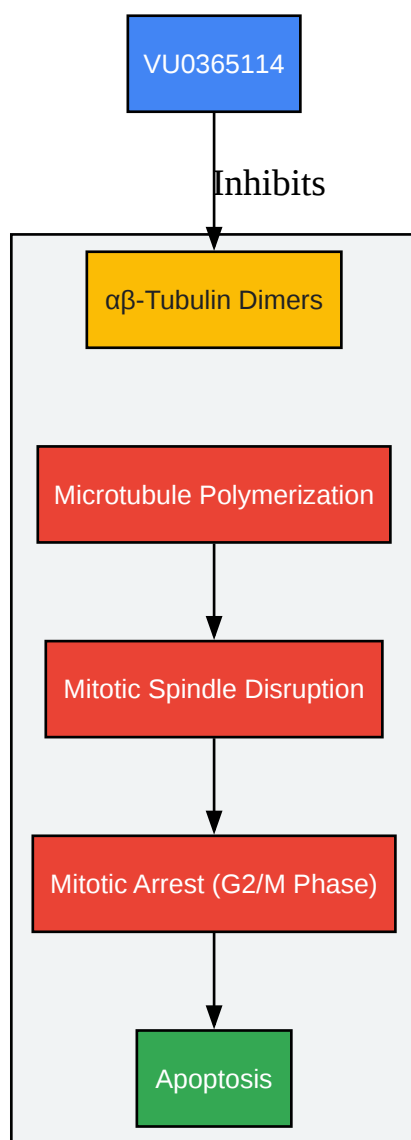 VU0365114
Inhibits
αβ-Tubulin Dimers
Microtubule Polymerization
Mitotic Spindle Disruption
Mitotic Arrest (G2/M Phase)
Apoptosis